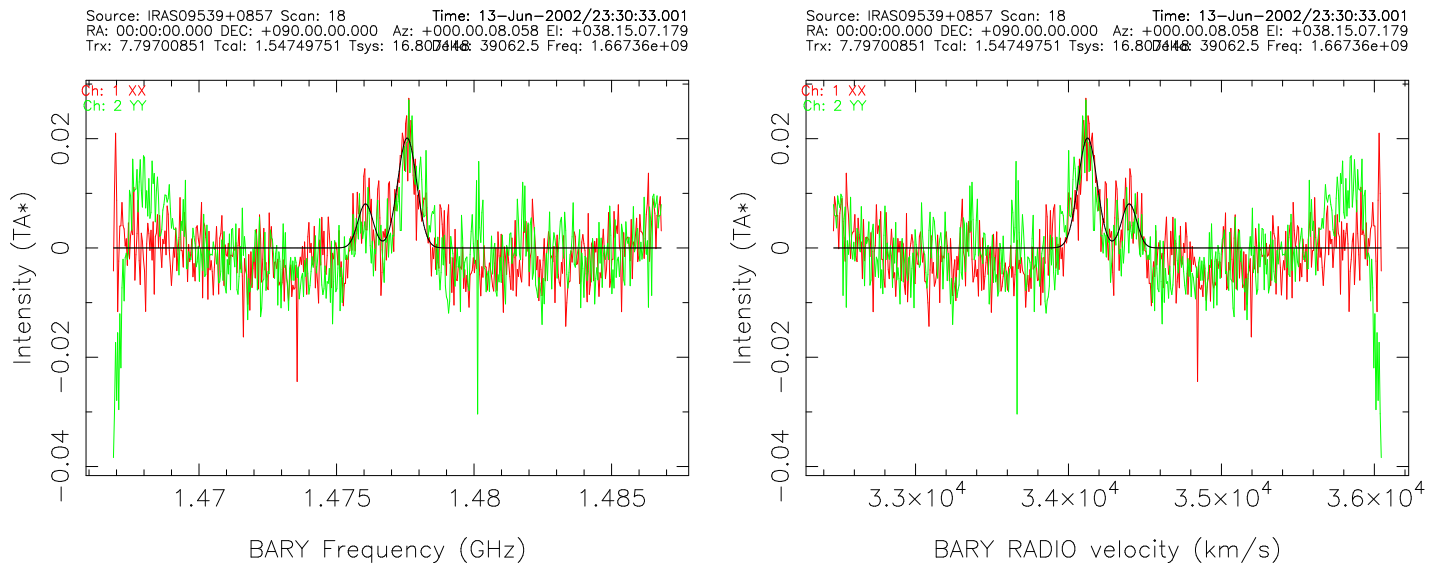 Source: IRAS09539+0857 Scan: 18 Time: 13-Jun-2002/23:30:33.001
RA: 00:00:00.000 DEC: +090.00.00.000 Az: +000.00.08.058 El: +038.15.07.179
Trx: 7.79700851 Tcal: 1.54749751 Tsys: 39062.5 Freq: 1.66736e+09
Ch: 1 XX
Ch: 2 YY
0.02
0
-0.02
-0.04
Intensity (TA*)
1.47 1.475 1.48 1.485
BARY Frequency (GHz)
Source: IRAS09539+0857 Scan: 18 Time: 13-Jun-2002/23:30:33.001
RA: 00:00:00.000 DEC: +090.00.00.000 Az: +000.00.08.058 El: +038.15.07.179
Trx: 7.79700851 Tcal: 1.54749751 Tsys: 39062.5 Freq: 1.66736e+09
Ch: 1 XX
Ch: 2 YY
0.02
0
-0.02
-0.04
Intensity (TA*)
3.3×10⁴ 3.4×10⁴ 3.5×10⁴ 3.6×10⁴
BARY RADIO velocity (km/s)